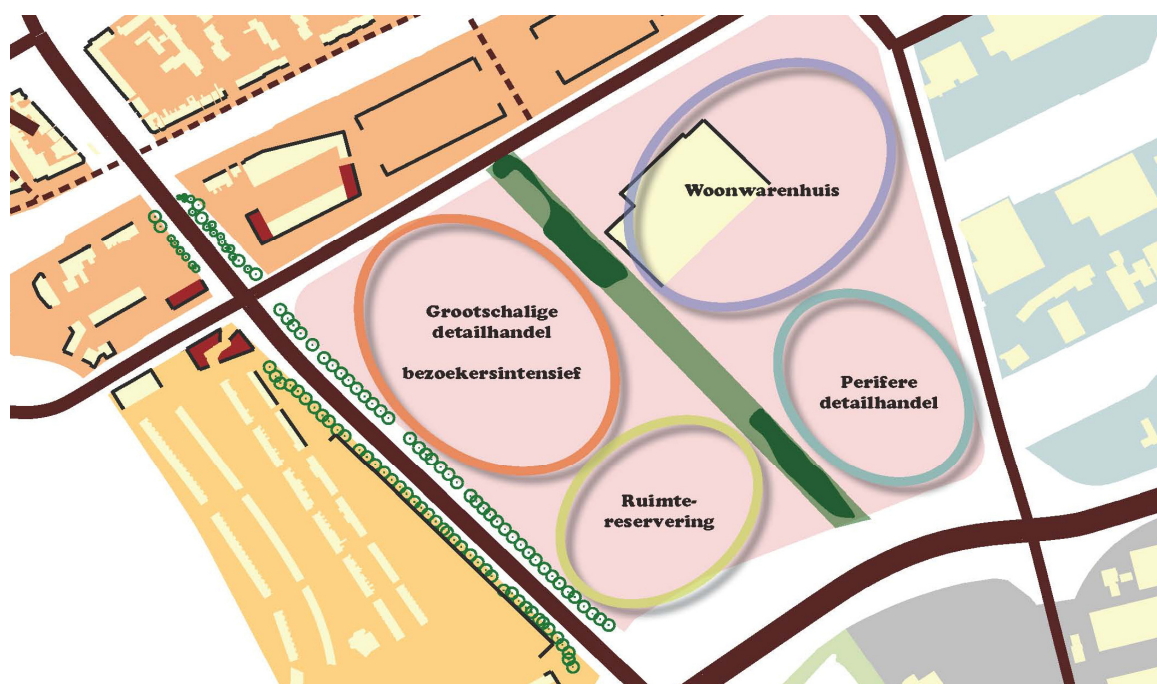 Woonwarenhuis
Grootschalige
detailhandel
bezoekersintensief
Perifere
detailhandel
Ruimte-
reservering